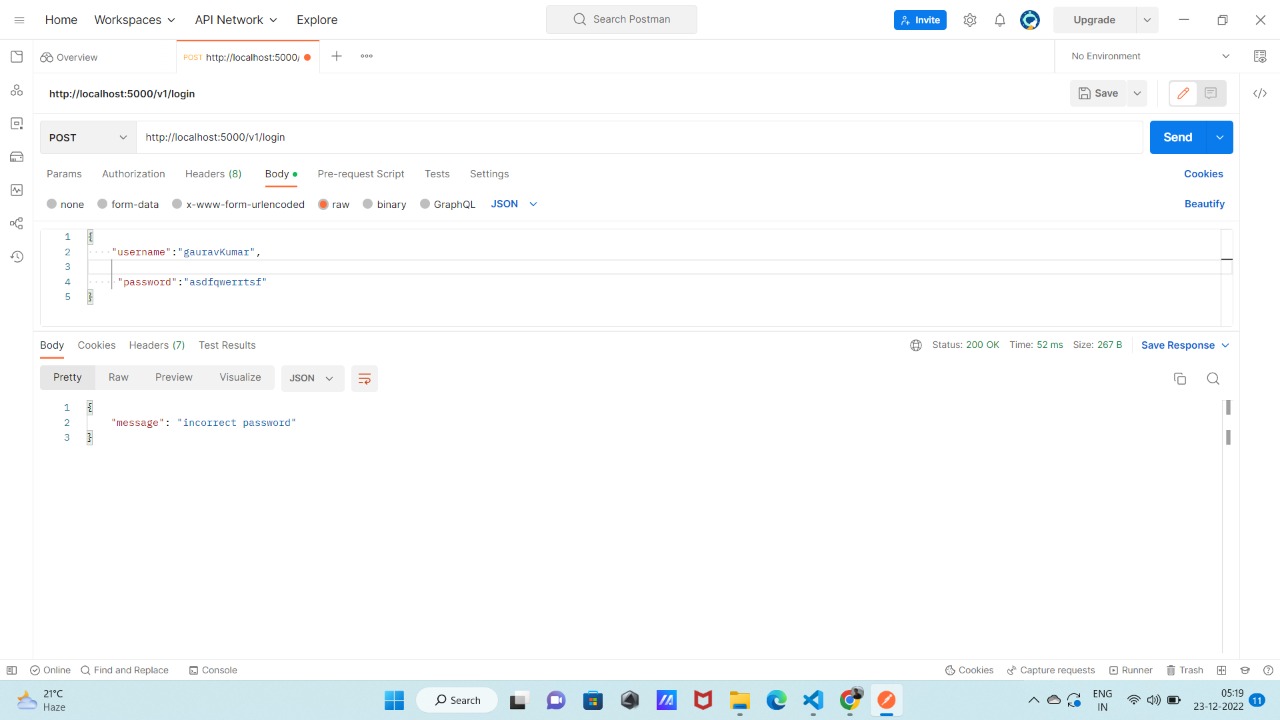 Home Workspaces API Network Explore Search Postman Invite Upgrade
Overview POST http://localhost:5000/ No Environment
http://localhost:5000/v1/login Save
POST http://localhost:5000/v1/login Send
Params Authorization Headers (8) Body Pre-request Script Tests Settings Cookies
none form-data x-www-form-urlencoded raw binary GraphQL JSON Beautify
1 {
2 "username":"gauravKumar",
3
4 "password":"asdfqwerrtsf"
5 }
Body Cookies Headers (7) Test Results Status: 200 OK Time: 52 ms Size: 267 B Save Response
Pretty Raw Preview Visualize JSON
1 {
2 "message": "incorrect password"
3 }
Online Find and Replace Console Cookies Capture requests Runner Trash
21°C
Haze
Search
ENG
IN
05:19
23-12-2022
11